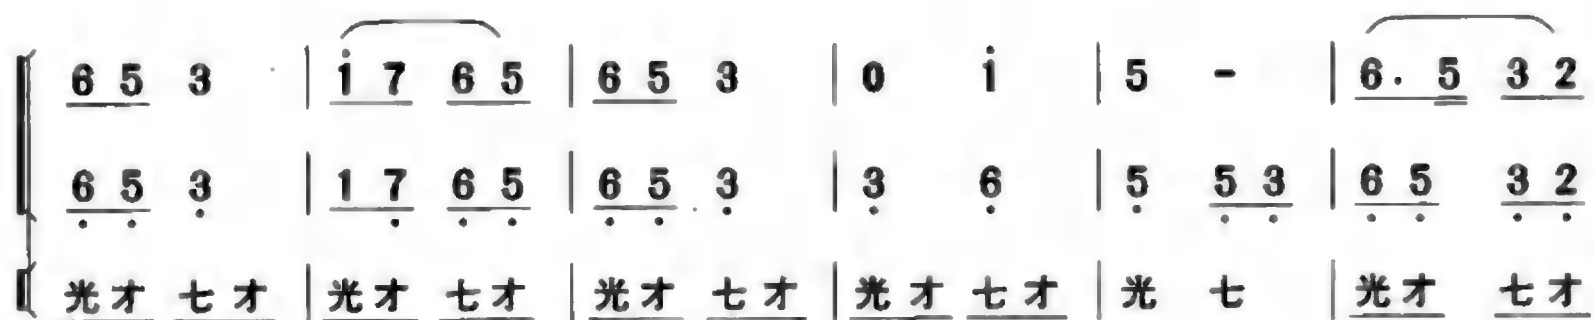 6 5 3 | i̇ 7 6 5 | 6 5 3 | 0 i̇ | 5 - | 6. 5 3 2
6̣ 5̣ 3̣ | 1 7̣ 6̣ 5̣ | 6̣ 5̣ 3̣ | 3̣ 6̣ | 5̣ 5̣ 3̣ | 6̣ 5̣ 3̣ 2̣
光才 七才 | 光才 七才 | 光才 七才 | 光才 七才 | 光 七 | 光才 七才